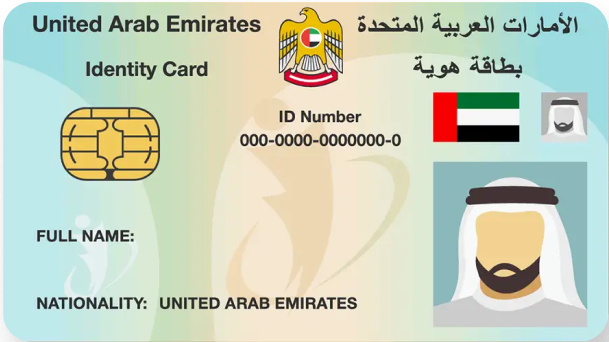 United Arab Emirates
الأمارات العربية المتحدة
Identity Card
بطاقة هوية
ID Number
000-0000-0000000-0
FULL NAME:
NATIONALITY: UNITED ARAB EMIRATES